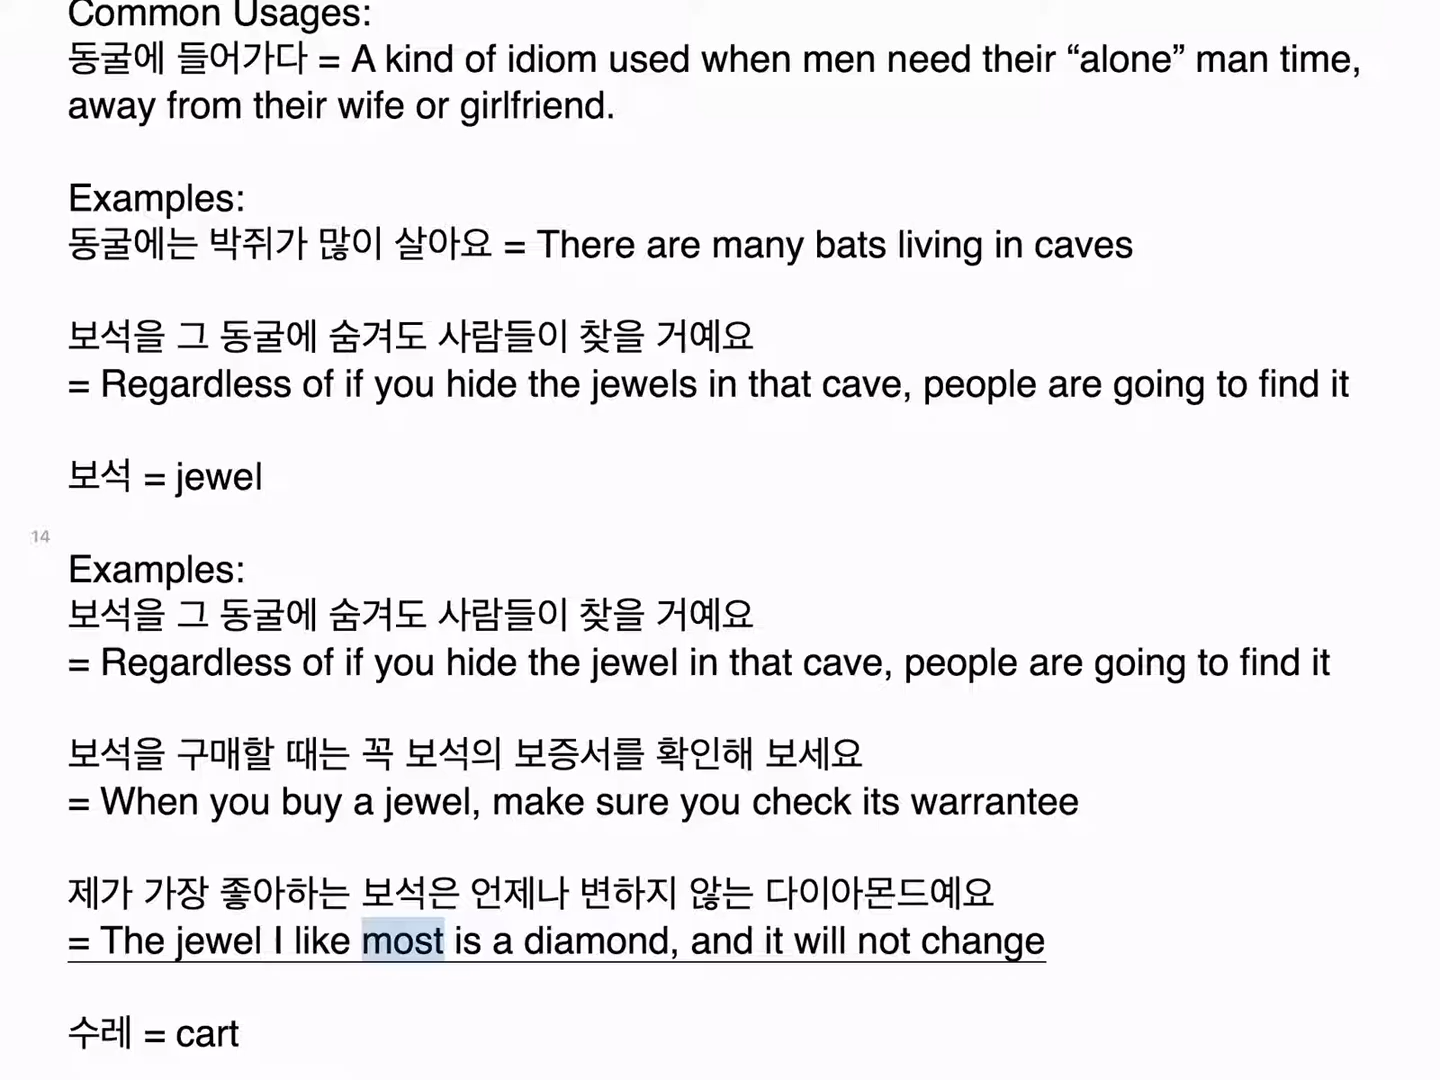 Common Usages:
동굴에 들어가다 = A kind of idiom used when men need their “alone” man time,
away from their wife or girlfriend.
Examples:
동굴에는 박쥐가 많이 살아요 = There are many bats living in caves
보석을 그 동굴에 숨겨도 사람들이 찾을 거예요
= Regardless of if you hide the jewels in that cave, people are going to find it
보석 = jewel
14
Examples:
보석을 그 동굴에 숨겨도 사람들이 찾을 거예요
= Regardless of if you hide the jewel in that cave, people are going to find it
보석을 구매할 때는 꼭 보석의 보증서를 확인해 보세요
= When you buy a jewel, make sure you check its warrantee
제가 가장 좋아하는 보석은 언제나 변하지 않는 다이아몬드예요
= The jewel I like most is a diamond, and it will not change
수레 = cart